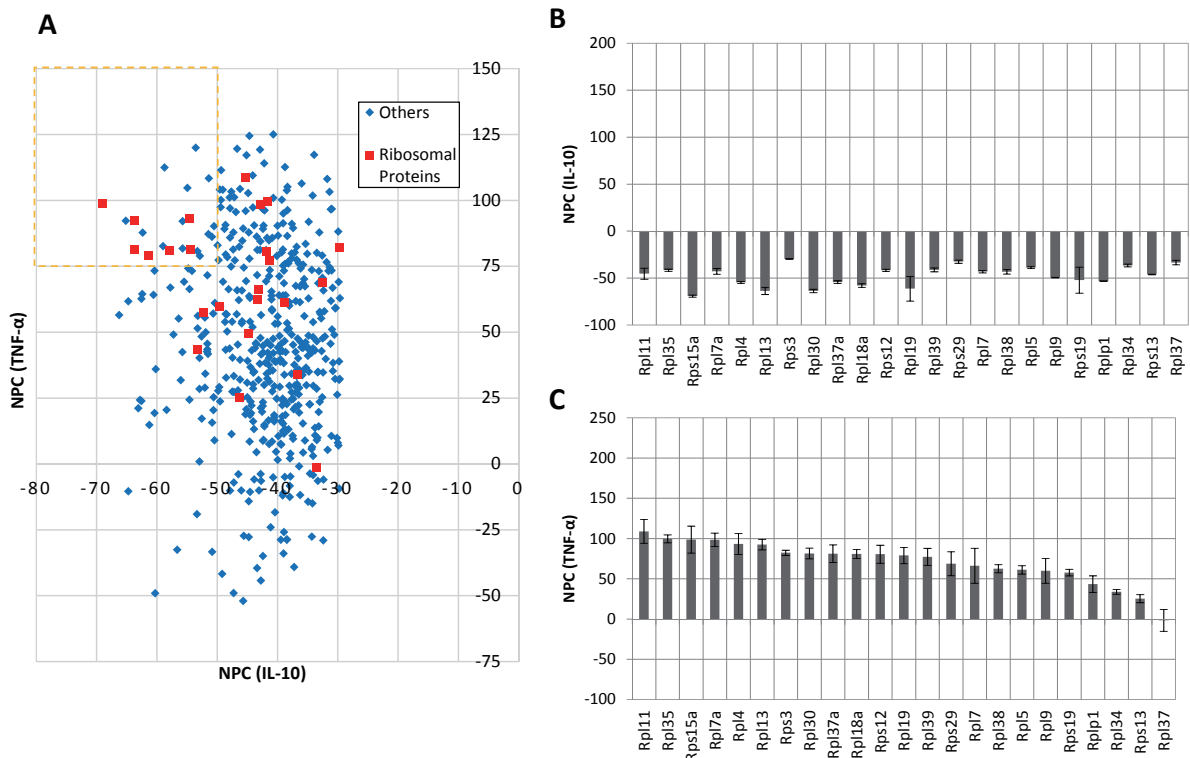 A
150
125
100
75
50
25
0
-25
-50
-75
-80 -70 -60 -50 -40 -30 -20 -10 0
NPC (TNF-α)
NPC (IL-10)
Others
Ribosomal
Proteins
B
200
150
100
50
0
-50
-100
NPC (IL-10)
Rpl11 Rpl35 Rps15a Rpl7a Rpl4 Rpl13 Rps3 Rpl30 Rpl37a Rpl18a Rps12 Rpl19 Rpl39 Rps29 Rpl7 Rpl38 Rpl5 Rpl9 Rps19 Rplp1 Rpl34 Rps13 Rpl37
C
250
200
150
100
50
0
-50
-100
NPC (TNF-α)
Rpl11 Rpl35 Rps15a Rpl7a Rpl4 Rpl13 Rps3 Rpl30 Rpl37a Rpl18a Rps12 Rpl19 Rpl39 Rps29 Rpl7 Rpl38 Rpl5 Rpl9 Rps19 Rplp1 Rpl34 Rps13 Rpl37